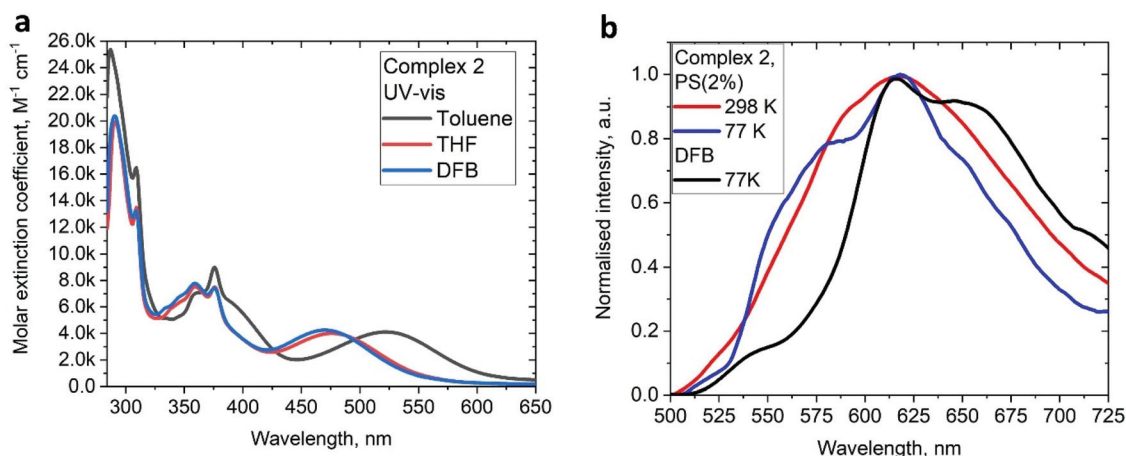 a
26.0k
24.0k
22.0k
20.0k
18.0k
16.0k
14.0k
12.0k
10.0k
8.0k
6.0k
4.0k
2.0k
0.0
Molar extinction coefficient, M⁻¹ cm⁻¹
Complex 2
UV-vis
Toluene
THF
DFB
300 350 400 450 500 550 600 650
Wavelength, nm
b
1.0
0.8
0.6
0.4
0.2
0.0
Normalised intensity, a.u.
Complex 2,
PS(2%)
298 K
77 K
DFB
77K
500 525 550 575 600 625 650 675 700 725
Wavelength, nm